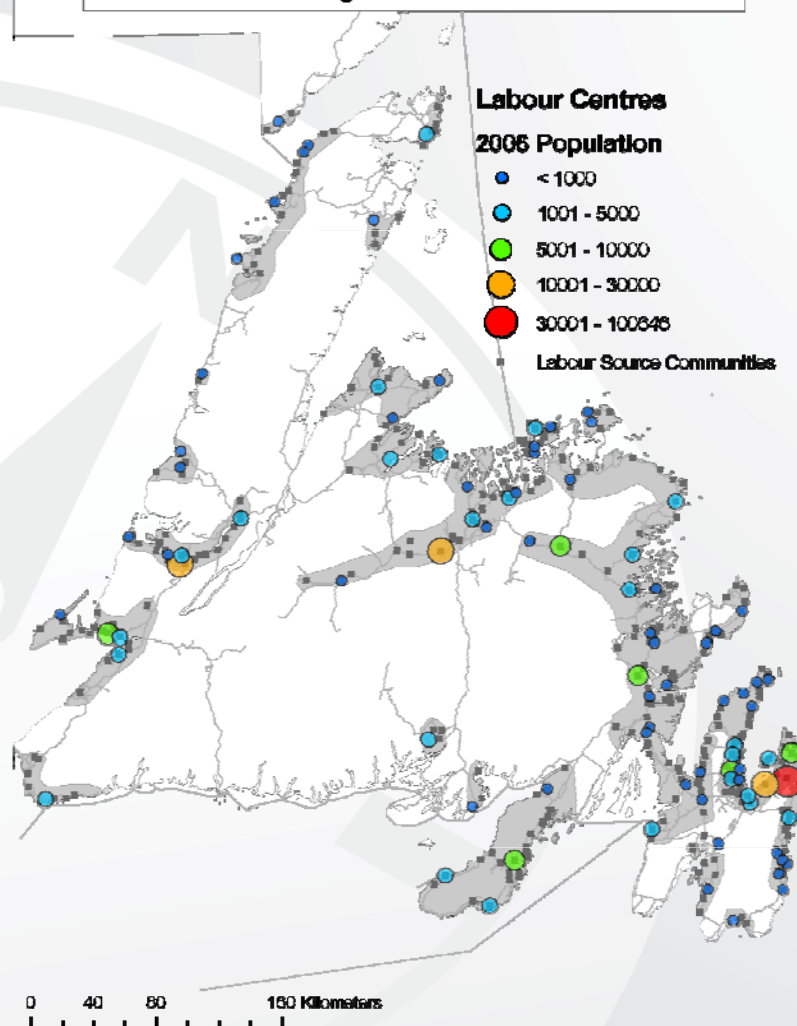 Labour Centres
2006 Population
< 1000
1001 - 5000
5001 - 10000
10001 - 30000
30001 - 100646
Labour Source Communities
0 40 80 160 Kilometers